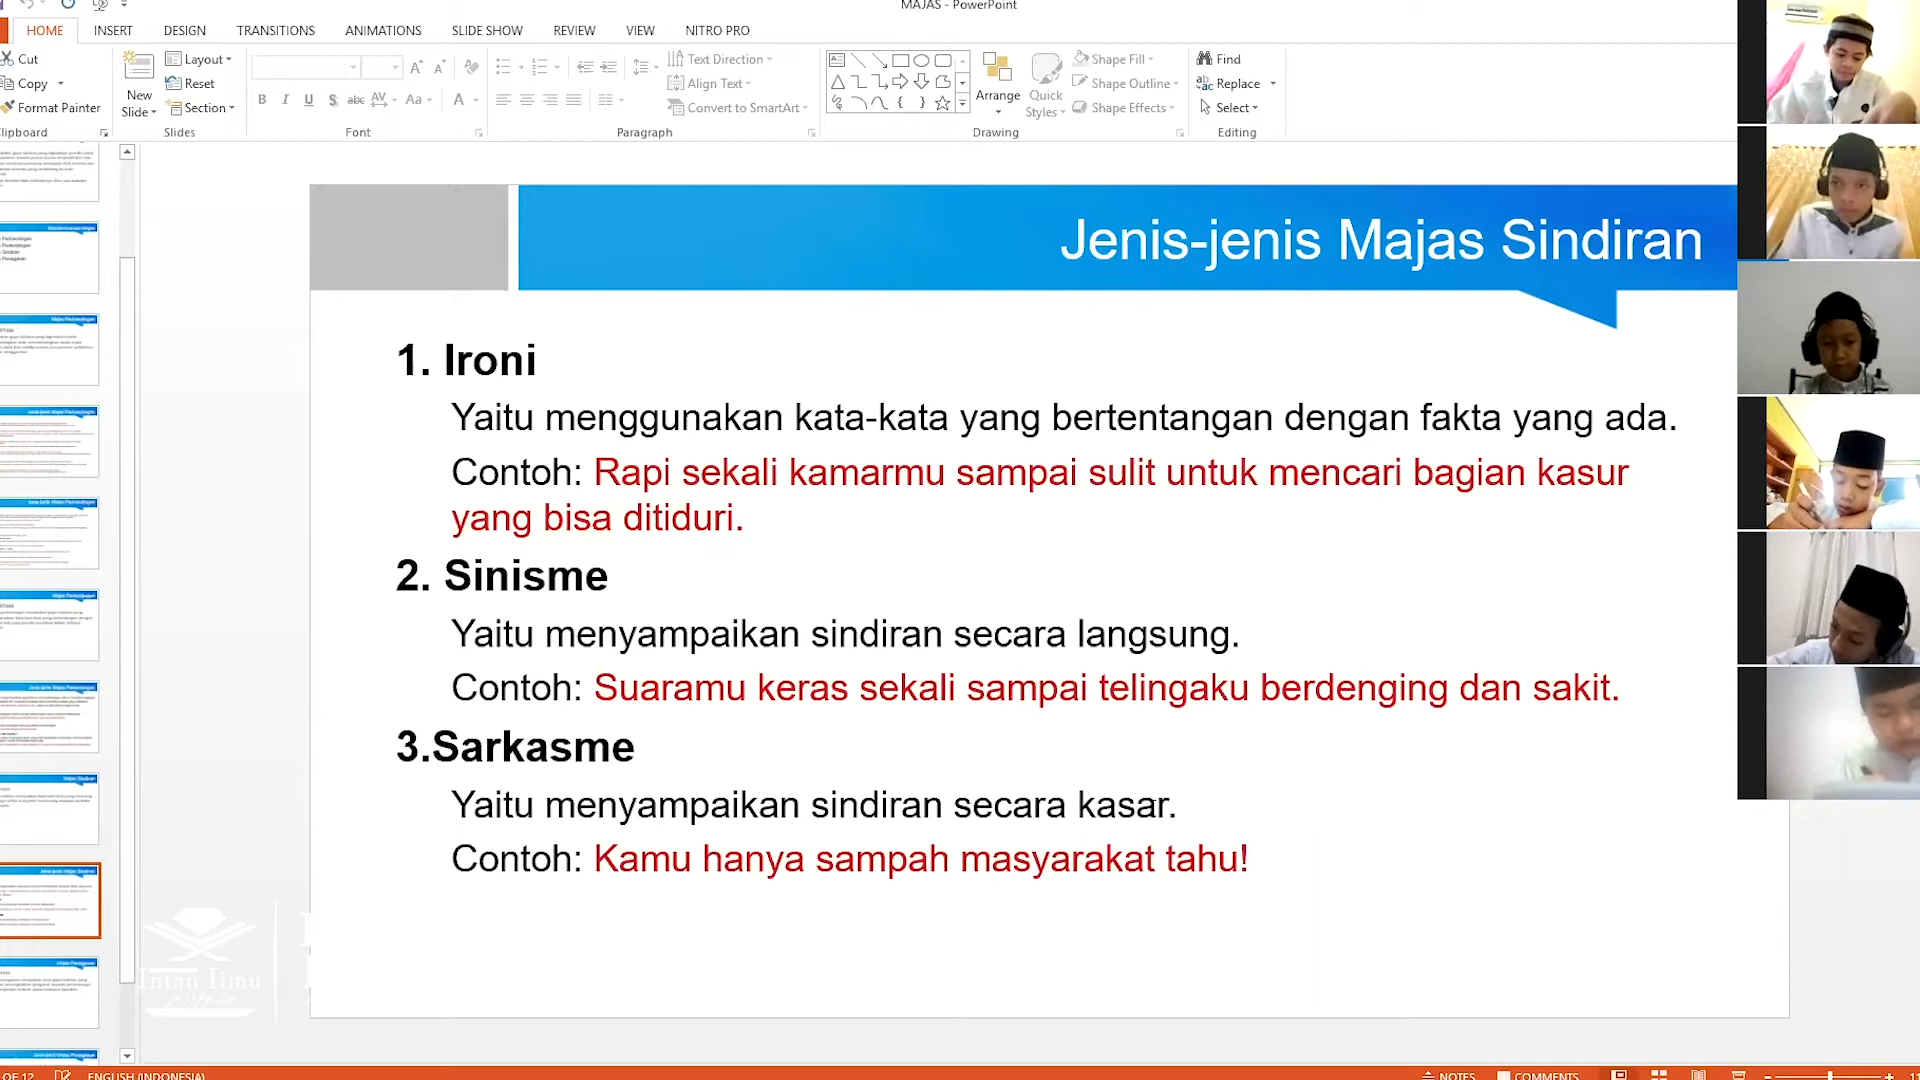 MAJAS - PowerPoint
HOME INSERT DESIGN TRANSITIONS ANIMATIONS SLIDE SHOW REVIEW VIEW NITRO PRO
Cut
Copy
Format Painter
Clipboard
New
Slide
Layout
Reset
Section
Slides
Font
Text Direction
Align Text
Convert to SmartArt
Paragraph
Arrange
Quick
Styles
Shape Fill
Shape Outline
Shape Effects
Drawing
Find
Replace
Select
Editing
Jenis-jenis Majas Sindiran
1. Ironi
Yaitu menggunakan kata-kata yang bertentangan dengan fakta yang ada.
Contoh: Rapi sekali kamarmu sampai sulit untuk mencari bagian kasur
yang bisa ditiduri.
2. Sinisme
Yaitu menyampaikan sindiran secara langsung.
Contoh: Suaramu keras sekali sampai telingaku berdenging dan sakit.
3.Sarkasme
Yaitu menyampaikan sindiran secara kasar.
Contoh: Kamu hanya sampah masyarakat tahu!
Intan Ilmu
OF 12 ENGLISH (INDONESIA) NOTES COMMENTS